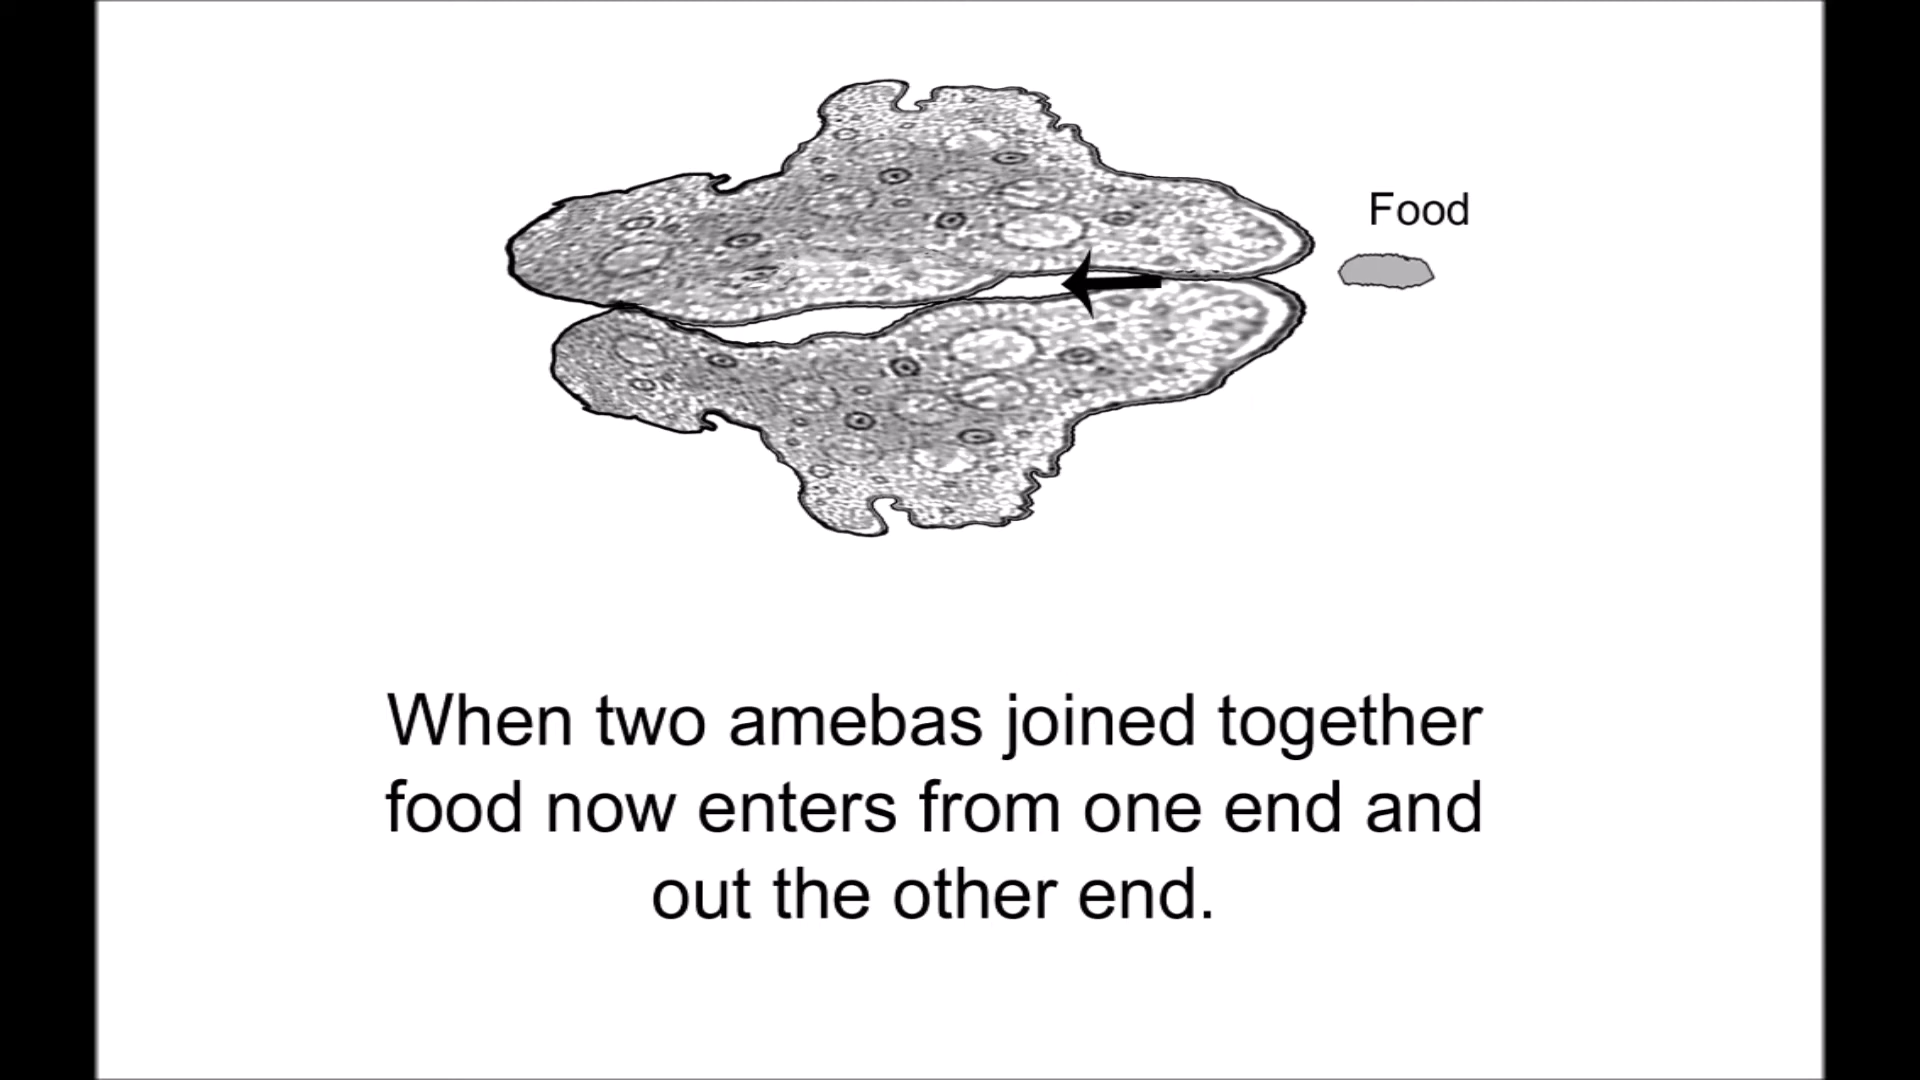 Food
When two amebas joined together
food now enters from one end and
out the other end.